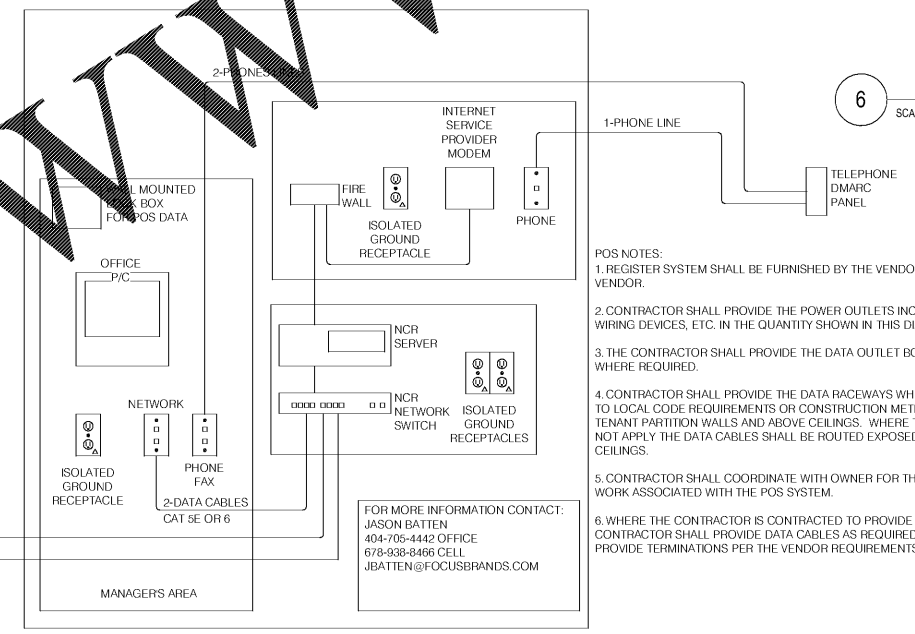 WWW
2-PHONES LINES
INTERNET
SERVICE
PROVIDER
MODEM
1-PHONE LINE
6
SCA
TELEPHONE
DMARC
PANEL
WALL MOUNTED
LOCK BOX
FOR POS DATA
FIRE
WALL
ISOLATED
GROUND
RECEPTACLE
PHONE
OFFICE
P/C
NCR
SERVER
NCR
NETWORK
SWITCH
ISOLATED
GROUND
RECEPTACLES
NETWORK
PHONE
FAX
ISOLATED
GROUND
RECEPTACLE
2-DATA CABLES
CAT 5E OR 6
MANAGER'S AREA
FOR MORE INFORMATION CONTACT:
JASON BATTEN
404-705-4442 OFFICE
678-938-8466 CELL
JBATTEN@FOCUSBRANDS.COM
POS NOTES:
1. REGISTER SYSTEM SHALL BE FURNISHED BY THE VENDO
VENDOR.
2. CONTRACTOR SHALL PROVIDE THE POWER OUTLETS INC
WIRING DEVICES, ETC. IN THE QUANTITY SHOWN IN THIS DI
3. THE CONTRACTOR SHALL PROVIDE THE DATA OUTLET BO
WHERE REQUIRED.
4. CONTRACTOR SHALL PROVIDE THE DATA RACEWAYS WH
TO LOCAL CODE REQUIREMENTS OR CONSTRUCTION MET
TENANT PARTITION WALLS AND ABOVE CEILINGS. WHERE T
NOT APPLY THE DATA CABLES SHALL BE ROUTED EXPOSED
CEILINGS.
5. CONTRACTOR SHALL COORDINATE WITH OWNER FOR TH
WORK ASSOCIATED WITH THE POS SYSTEM.
6. WHERE THE CONTRACTOR IS CONTRACTED TO PROVIDE
CONTRACTOR SHALL PROVIDE DATA CABLES AS REQUIRED
PROVIDE TERMINATIONS PER THE VENDOR REQUIREMENTS